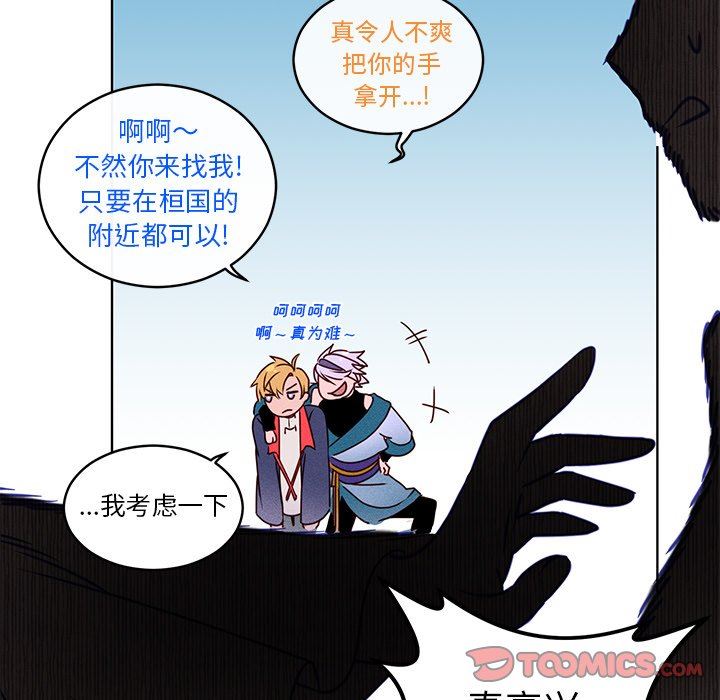 真令人不爽
把你的手
拿开...!
啊啊～
不然你来找我!
只要在桓国的
附近都可以!
呵呵呵呵
啊～真为难～
...我考虑一下
TOOMICS.com